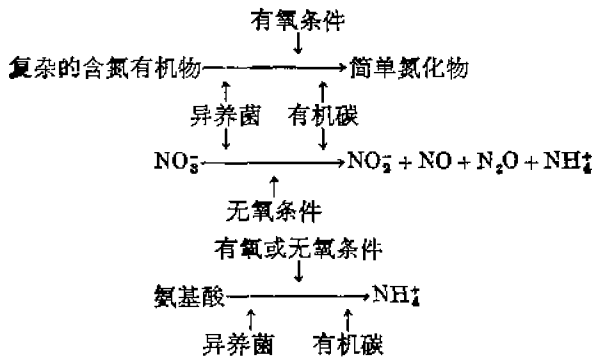 有氧条件
复杂的含氮有机物 简单氮化物
异养菌 有机碳
NO₃⁻ NO₂⁻ + NO + N₂O + NH₄⁺
无氧条件
有氧或无氧条件
氨基酸 NH₄⁺
异养菌 有机碳